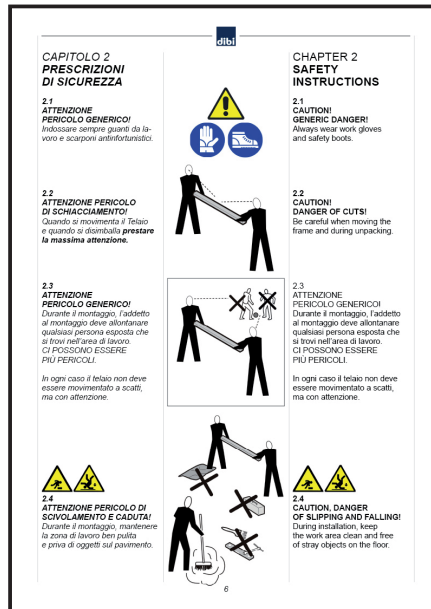 dibi
CAPITOLO 2
PRESCRIZIONI
DI SICUREZZA
2.1
ATTENZIONE
PERICOLO GENERICO!
Indossare sempre guanti da la-
voro e scarponi antinfortunistici.
2.2
ATTENZIONE PERICOLO
DI SCHIACCIAMENTO!
Quando si movimenta il Telaio
e quando si disimballa prestare
la massima attenzione.
2.3
ATTENZIONE
PERICOLO GENERICO!
Durante il montaggio, l'addetto
al montaggio deve allontanare
qualsiasi persona esposta che
si trovi nell'area di lavoro.
CI POSSONO ESSERE
PIÙ PERICOLI.
In ogni caso il telaio non deve
essere movimentato a scatti,
ma con attenzione.
2.4
ATTENZIONE PERICOLO DI
SCIVOLAMENTO E CADUTA!
Durante il montaggio, mantenere
la zona di lavoro ben pulita
e priva di oggetti sul pavimento.
CHAPTER 2
SAFETY
INSTRUCTIONS
2.1
CAUTION!
GENERIC DANGER!
Always wear work gloves
and safety boots.
2.2
CAUTION!
DANGER OF CUTS!
Be careful when moving the
frame and during unpacking.
2.3
ATTENZIONE
PERICOLO GENERICO!
Durante il montaggio, l'addetto
al montaggio deve allontanare
qualsiasi persona esposta che
si trovi nell'area di lavoro.
CI POSSONO ESSERE
PIÙ PERICOLI.
In ogni caso il telaio non deve
essere movimentato a scatti,
ma con attenzione.
2.4
CAUTION, DANGER
OF SLIPPING AND FALLING!
During installation, keep
the work area clean and free
of stray objects on the floor.
6